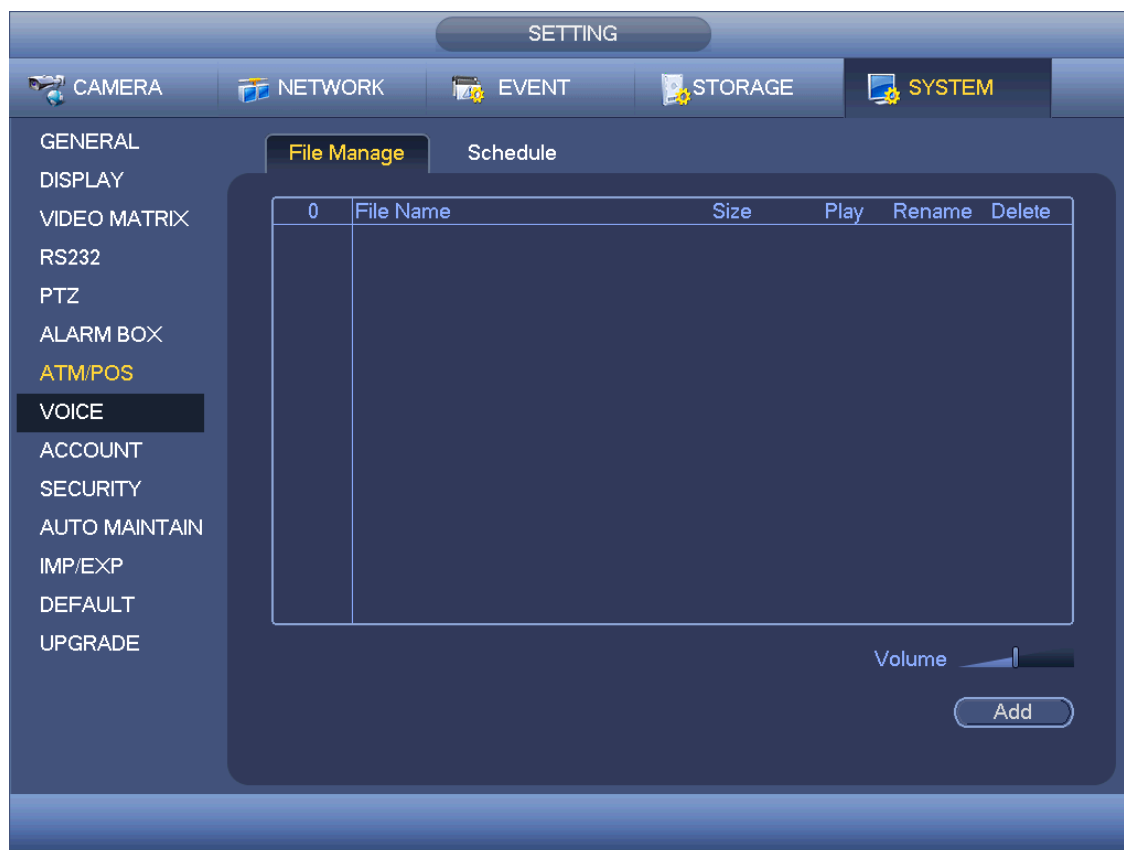 SETTING
CAMERA NETWORK EVENT STORAGE SYSTEM
GENERAL
DISPLAY
VIDEO MATRIX
RS232
PTZ
ALARM BOX
ATM/POS
VOICE
ACCOUNT
SECURITY
AUTO MAINTAIN
IMP/EXP
DEFAULT
UPGRADE
File Manage Schedule
0 File Name Size Play Rename Delete
Volume
Add